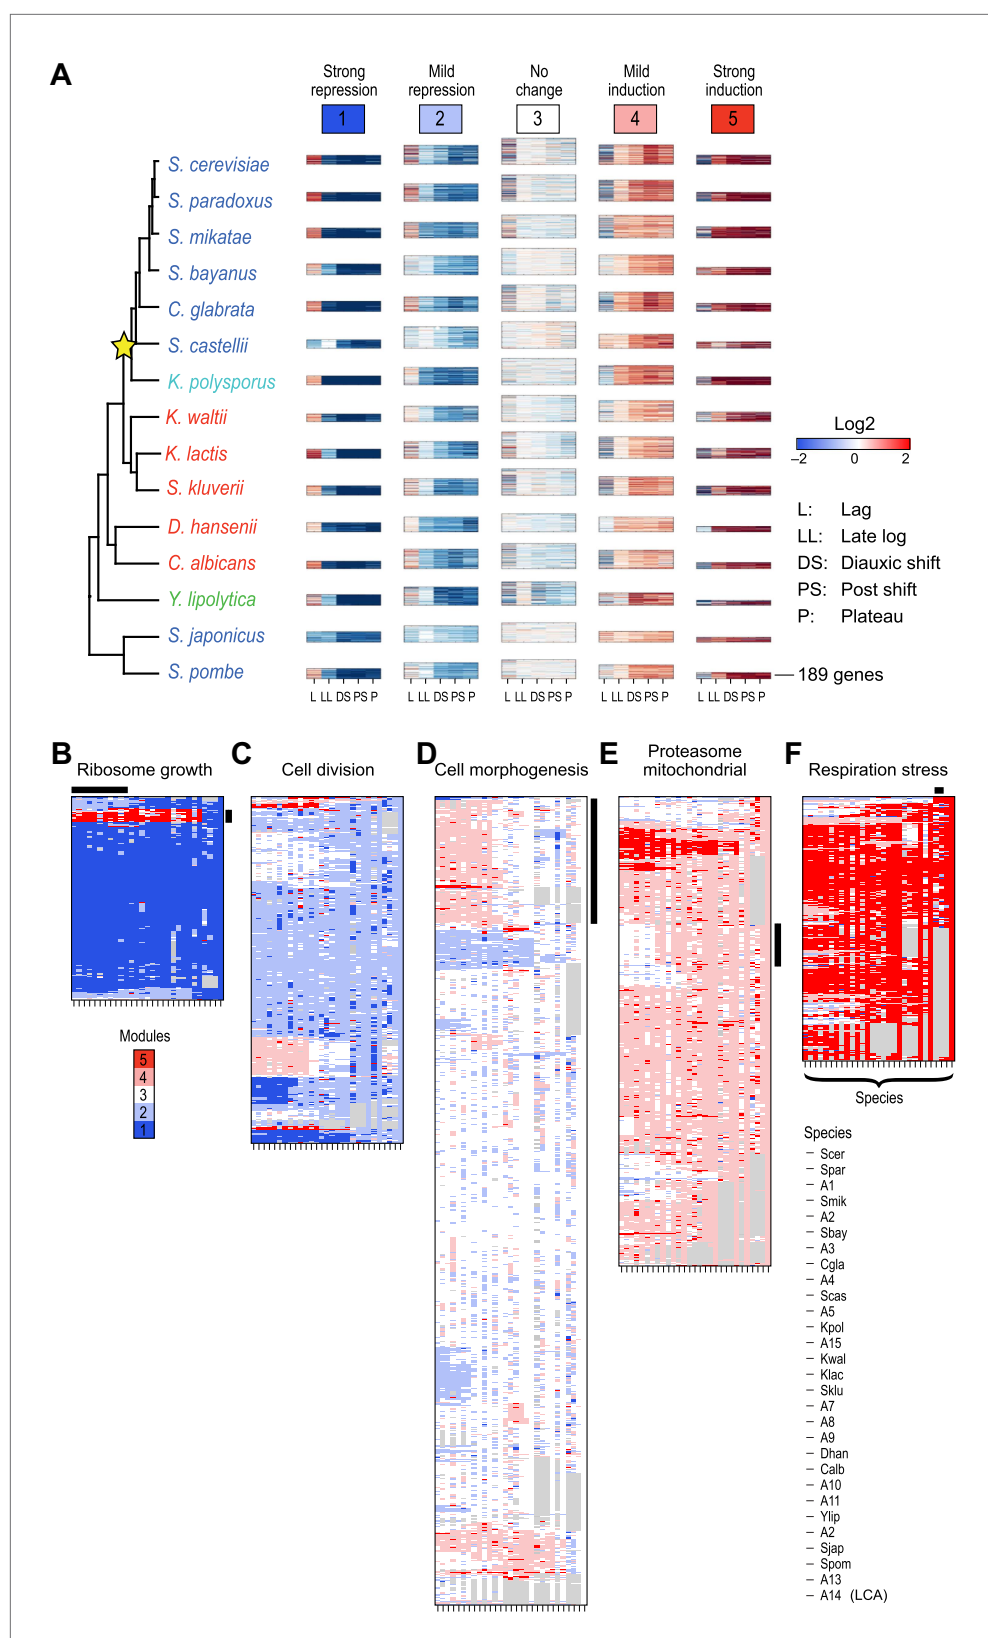 A
Strong repression
Mild repression
No change
Mild induction
Strong induction
1
2
3
4
5
S. cerevisiae
S. paradoxus
S. mikatae
S. bayanus
C. glabrata
S. castellii
K. polysporus
K. waltii
K. lactis
S. kluverii
D. hansenii
C. albicans
Y. lipolytica
S. japonicus
S. pombe
Log2
–2 0 2
L: Lag
LL: Late log
DS: Diauxic shift
PS: Post shift
P: Plateau
189 genes
L LL DS PS P
L LL DS PS P
L LL DS PS P
L LL DS PS P
L LL DS PS P
B
Ribosome growth
C
Cell division
D
Cell morphogenesis
E
Proteasome mitochondrial
F
Respiration stress
Modules
5
4
3
2
1
Species
Species
Scer
Spar
A1
Smik
A2
Sbay
A3
Cgla
A4
Scas
A5
Kpol
A15
Kwal
Klac
Sklu
A7
A8
A9
Dhan
Calb
A10
A11
Ylip
A2
Sjap
Spom
A13
A14 (LCA)